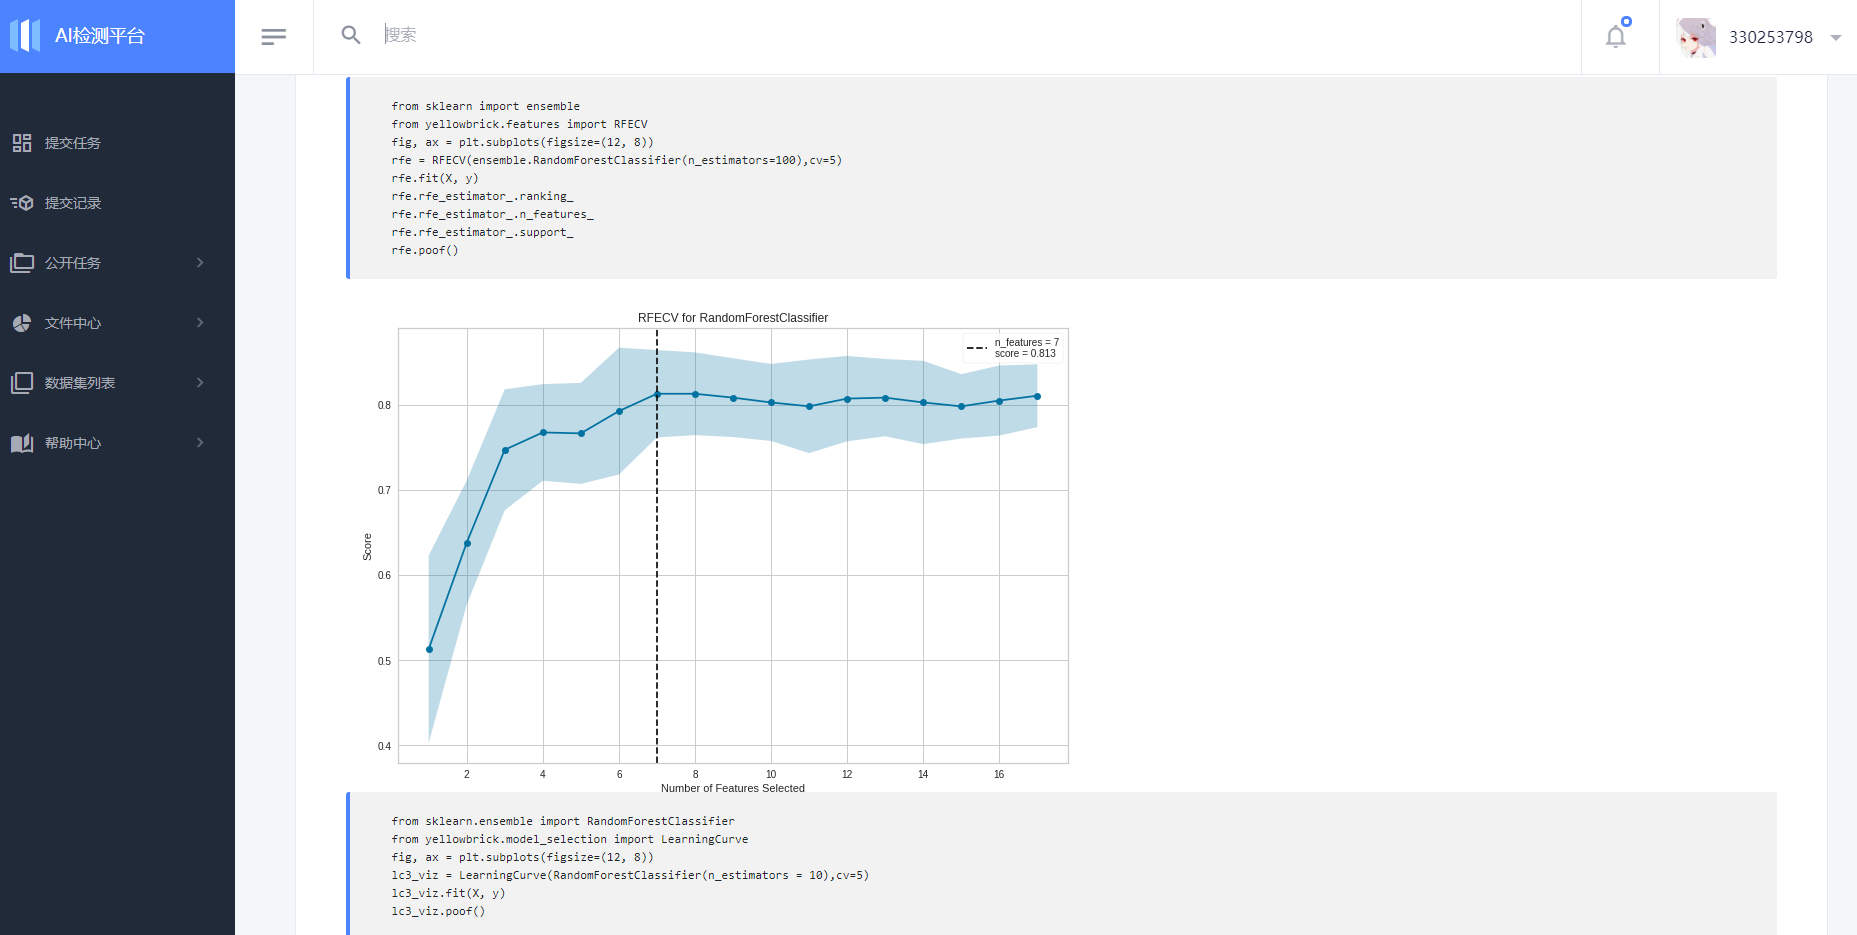 AI检测平台
搜索
330253798
提交任务
提交记录
公开任务
文件中心
数据集列表
帮助中心
from sklearn import ensemble
from yellowbrick.features import RFECV
fig, ax = plt.subplots(figsize=(12, 8))
rfe = RFECV(ensemble.RandomForestClassifier(n_estimators=100),cv=5)
rfe.fit(X, y)
rfe.rfe_estimator_.ranking_
rfe.rfe_estimator_.n_features_
rfe.rfe_estimator_.support_
rfe.poof()
RFECV for RandomForestClassifier
n_features = 7
score = 0.813
0.8
0.7
0.6
0.5
0.4
Score
2 4 6 8 10 12 14 16
Number of Features Selected
from sklearn.ensemble import RandomForestClassifier
from yellowbrick.model_selection import LearningCurve
fig, ax = plt.subplots(figsize=(12, 8))
lc3_viz = LearningCurve(RandomForestClassifier(n_estimators = 10),cv=5)
lc3_viz.fit(X, y)
lc3_viz.poof()